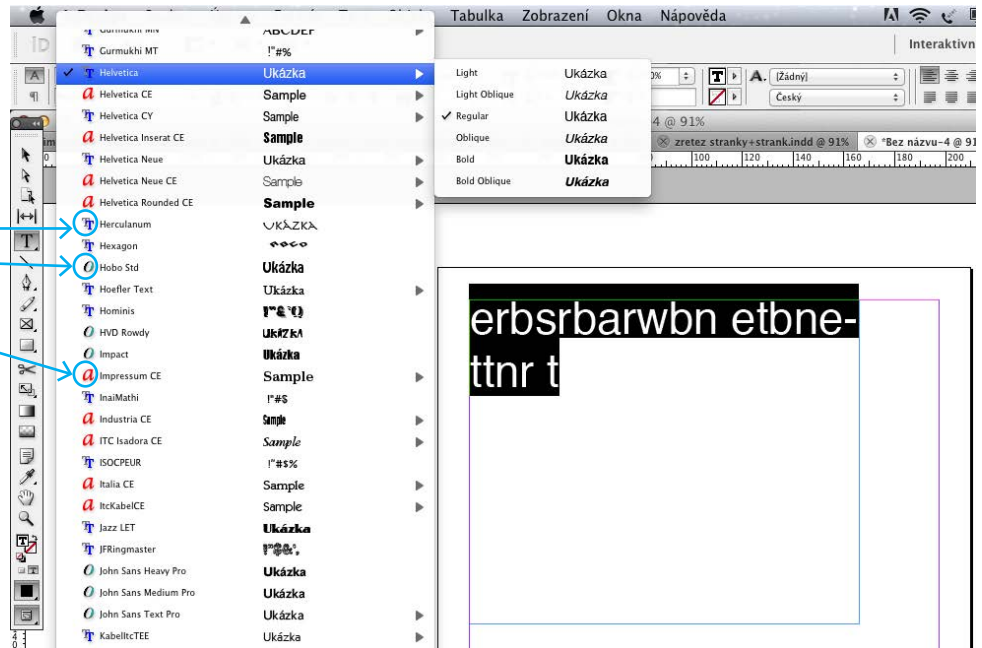 Tabulka Zobrazení Okna Nápověda
Interaktivn
Gurmukhi MT !"#%
Helvetica Ukázka
Helvetica CE Sample
Helvetica CY Sample
Helvetica Inserat CE Sample
Helvetica Neue Ukázka
Helvetica Neue CE Sample
Helvetica Rounded CE Sample
Herculanum UKÁZKA
Hexagon
Hobo Std Ukázka
Hoefler Text Ukázka
Hominis
HVD Rowdy UKÁZKA
Impact Ukázka
Impressum CE Sample
InaiMathi !"#$
Industria CE Sample
ITC Isadora CE Sample
ISOCPEUR !"#$%
Italia CE Sample
ItcKabelCE Sample
Jazz LET Ukázka
JFRingmaster
John Sans Heavy Pro Ukázka
John Sans Medium Pro Ukázka
John Sans Text Pro Ukázka
KabelItcTEE Ukázka
Light Ukázka
Light Oblique Ukázka
Regular Ukázka
Oblique Ukázka
Bold Ukázka
Bold Oblique Ukázka
[Žádný]
Český
4 @ 91%
zretez stranky+strank.indd @ 91% *Bez názvu-4 @ 91
100 120 140 160 180 200
erbsrbarwbn etbne-
ttnr t